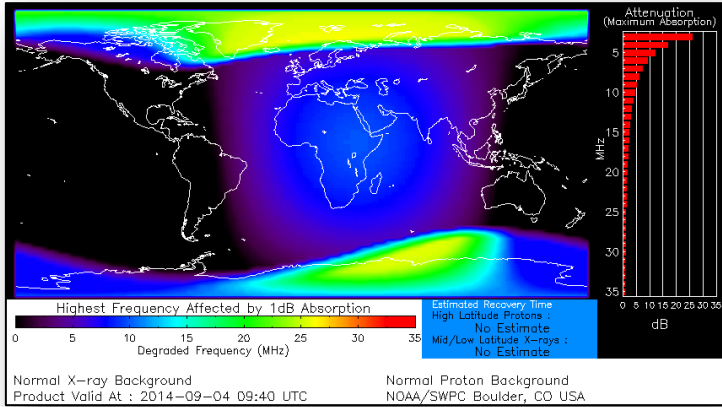 Attenuation
(Maximum Absorption)
5
10
15
20
25
30
35
MHz
0 5 10 15 20 25 30 35
dB
Highest Frequency Affected by 1dB Absorption
0 5 10 15 20 25 30 35
Degraded Frequency (MHz)
Estimated Recovery Time
High Latitude Protons :
No Estimate
Mid/Low Latitude X-rays :
No Estimate
Normal X-ray Background
Normal Proton Background
Product Valid At : 2014-09-04 09:40 UTC
NOAA/SWPC Boulder, CO USA